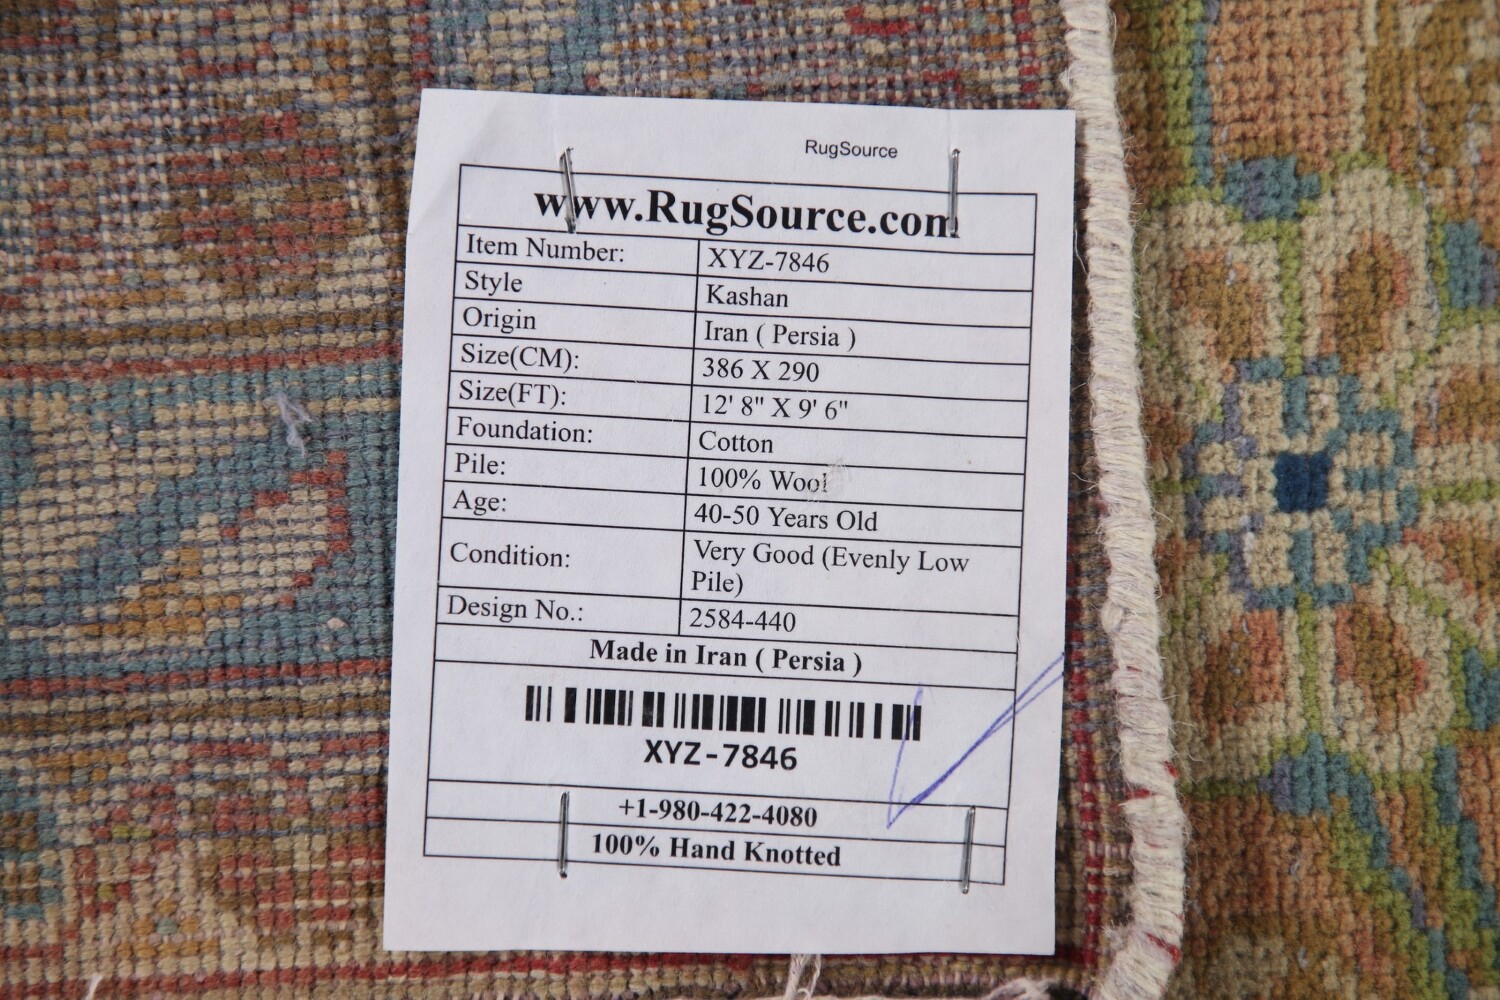 RugSource
www.RugSource.com
Item Number: XYZ-7846
Style Kashan
Origin Iran ( Persia )
Size(CM): 386 X 290
Size(FT): 12' 8" X 9' 6"
Foundation: Cotton
Pile: 100% Wool
Age: 40-50 Years Old
Condition: Very Good (Evenly Low
Pile)
Design No.: 2584-440
Made in Iran ( Persia )
XYZ-7846
+1-980-422-4080
100% Hand Knotted